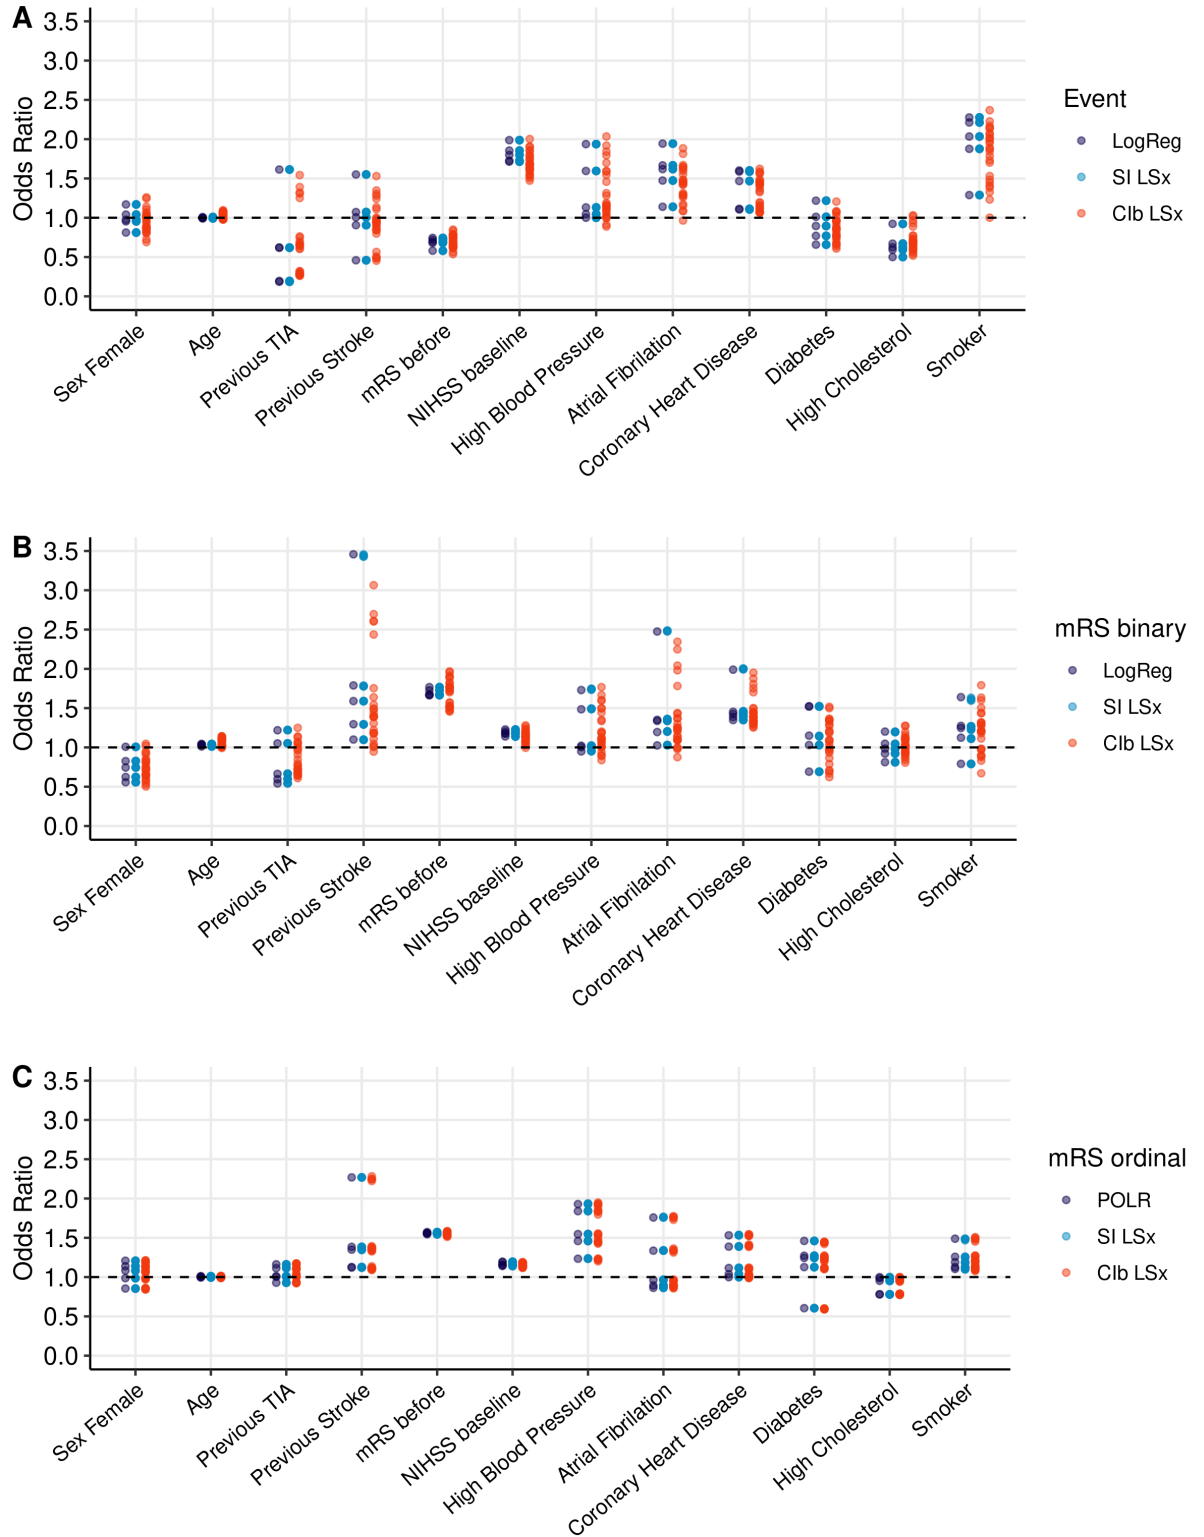 A
3.5
3.0
2.5
2.0
1.5
1.0
0.5
0.0
Odds Ratio
Sex Female
Age
Previous TIA
Previous Stroke
mRS before
NIHSS baseline
High Blood Pressure
Atrial Fibrilation
Coronary Heart Disease
Diabetes
High Cholesterol
Smoker
Event
LogReg
SI LSx
CIb LSx
B
3.5
3.0
2.5
2.0
1.5
1.0
0.5
0.0
Odds Ratio
Sex Female
Age
Previous TIA
Previous Stroke
mRS before
NIHSS baseline
High Blood Pressure
Atrial Fibrilation
Coronary Heart Disease
Diabetes
High Cholesterol
Smoker
mRS binary
LogReg
SI LSx
CIb LSx
C
3.5
3.0
2.5
2.0
1.5
1.0
0.5
0.0
Odds Ratio
Sex Female
Age
Previous TIA
Previous Stroke
mRS before
NIHSS baseline
High Blood Pressure
Atrial Fibrilation
Coronary Heart Disease
Diabetes
High Cholesterol
Smoker
mRS ordinal
POLR
SI LSx
CIb LSx